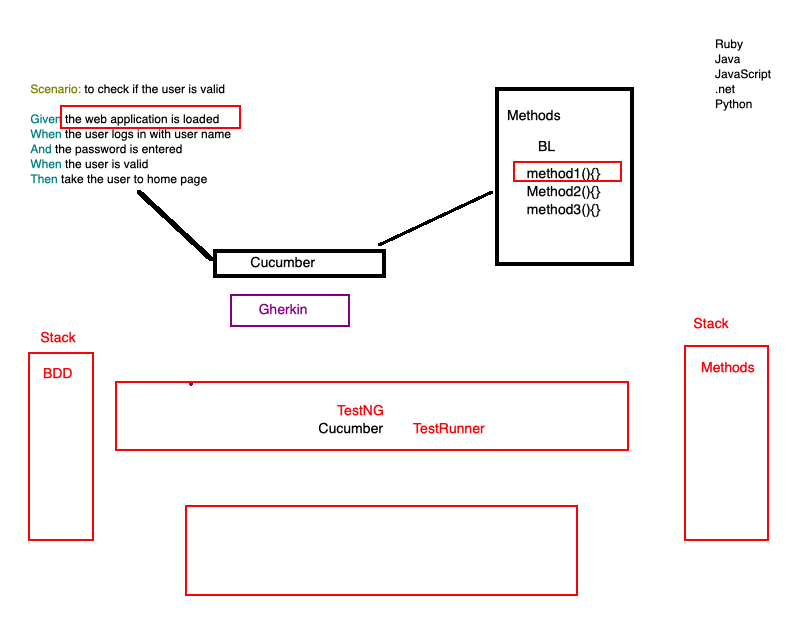 Scenario: to check if the user is valid
Given the web application is loaded
When the user logs in with user name
And the password is entered
When the user is valid
Then take the user to home page
Ruby
Java
JavaScript
.net
Python
Methods
BL
method1(){}
Method2(){}
method3(){}
Cucumber
Gherkin
Stack
BDD
TestNG
Cucumber TestRunner
Stack
Methods